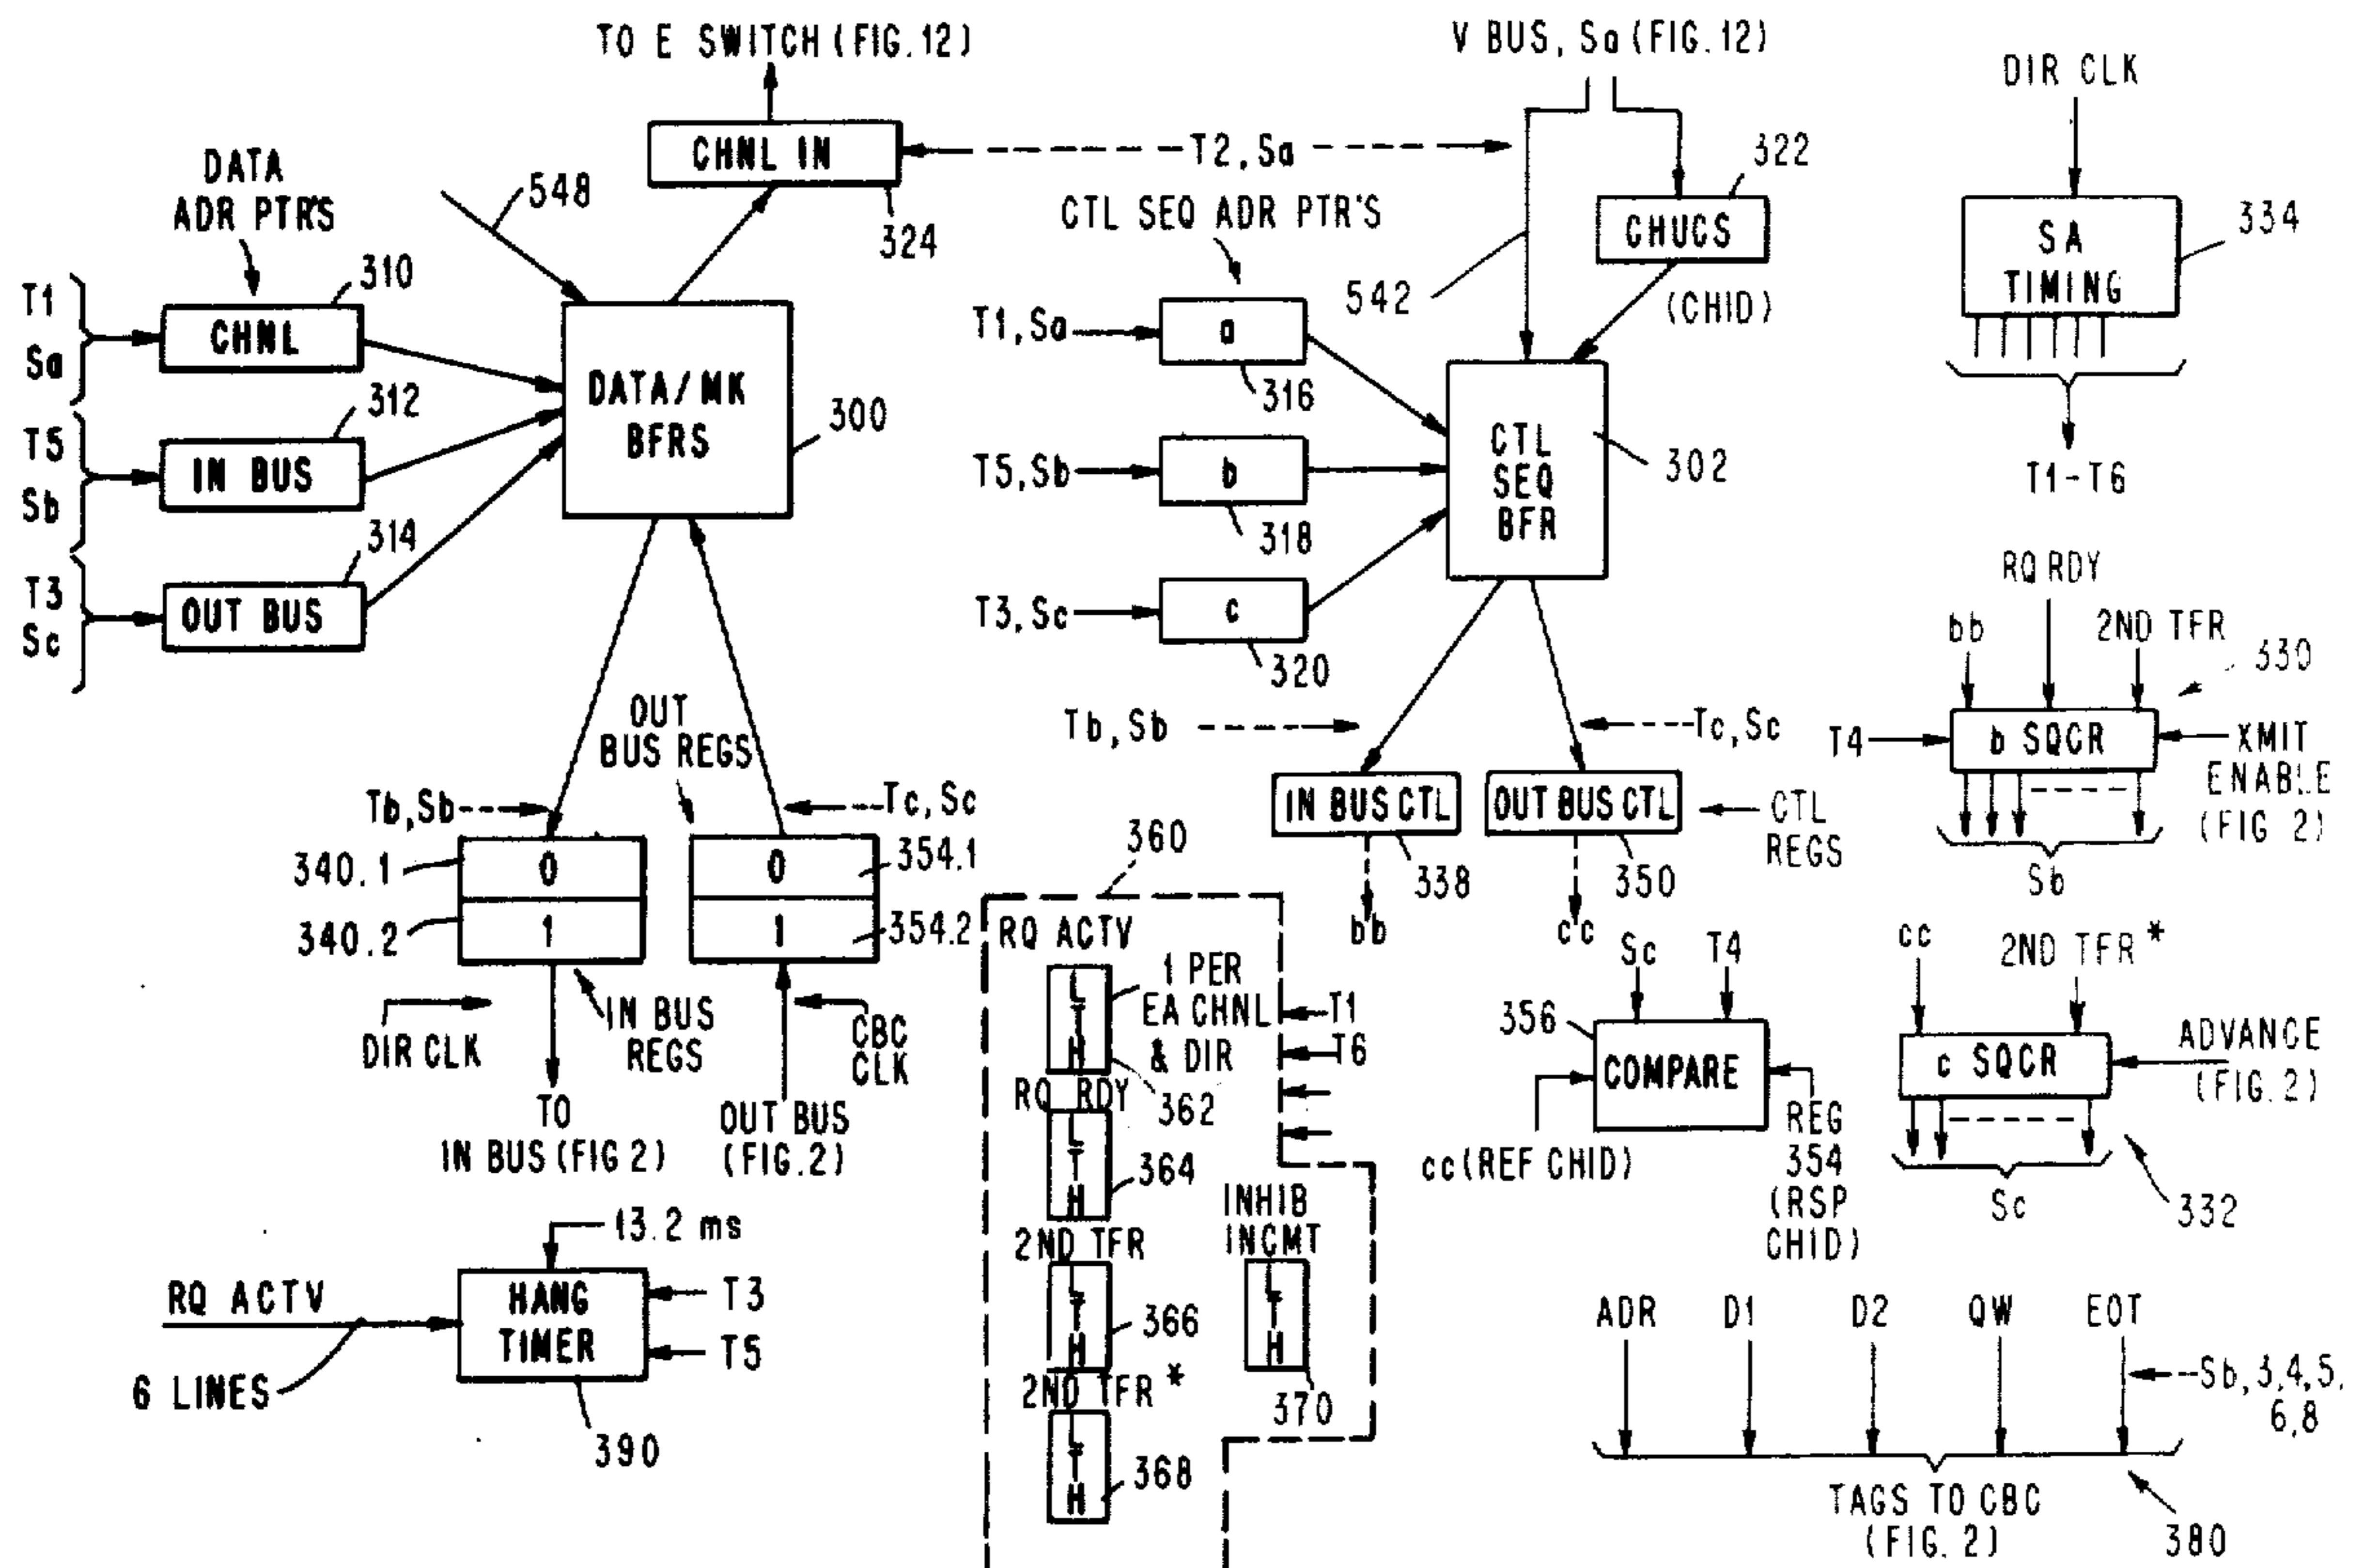 TO E SWITCH (FIG. 12)
V BUS, Sa (FIG. 12)
DIR CLK
CHNL IN
324
T2, Sa
322
CHUCS
(CHID)
542
SA
TIMING
334
T1-T6
DATA
ADR PTR'S
548
T1
Sa
310
CHNL
T5
Sb
312
IN BUS
T3
Sc
314
OUT BUS
DATA/MK
BFRS
300
CTL SEQ ADR PTR'S
T1, Sa
a
316
T5, Sb
b
318
T3, Sc
c
320
CTL
SEQ
BFR
302
RQ RDY
bb
2ND TFR
330
T4
b SQCR
XMIT
ENABLE
(FIG 2)
Sb
OUT
BUS REGS
Tb, Sb
Tc, Sc
340.1
0
340.2
1
0
354.1
1
354.2
DIR CLK
IN BUS
REGS
CBC
CLK
TO
IN BUS (FIG 2)
OUT BUS
(FIG. 2)
Tb, Sb
Tc, Sc
IN BUS CTL
OUT BUS CTL
CTL
REGS
338
350
bb
cc
360
RQ ACTV
LTH
1 PER
EA CHNL
& DIR
362
T1
T6
RQ RDY
LTH
364
2ND TFR
LTH
366
2ND TFR *
LTH
368
INHIB
INCMT
LTH
370
Sc
T4
356
COMPARE
cc (REF CHID)
REG
354
(RSP
CHID)
cc
2ND TFR *
c SQCR
ADVANCE
(FIG. 2)
Sc
332
13.2 ms
RQ ACTV
6 LINES
HANG
TIMER
T3
T5
390
ADR
D1
D2
QW
EOT
Sb, 3,4,5,
6,8
TAGS TO CBC
(FIG. 2)
380